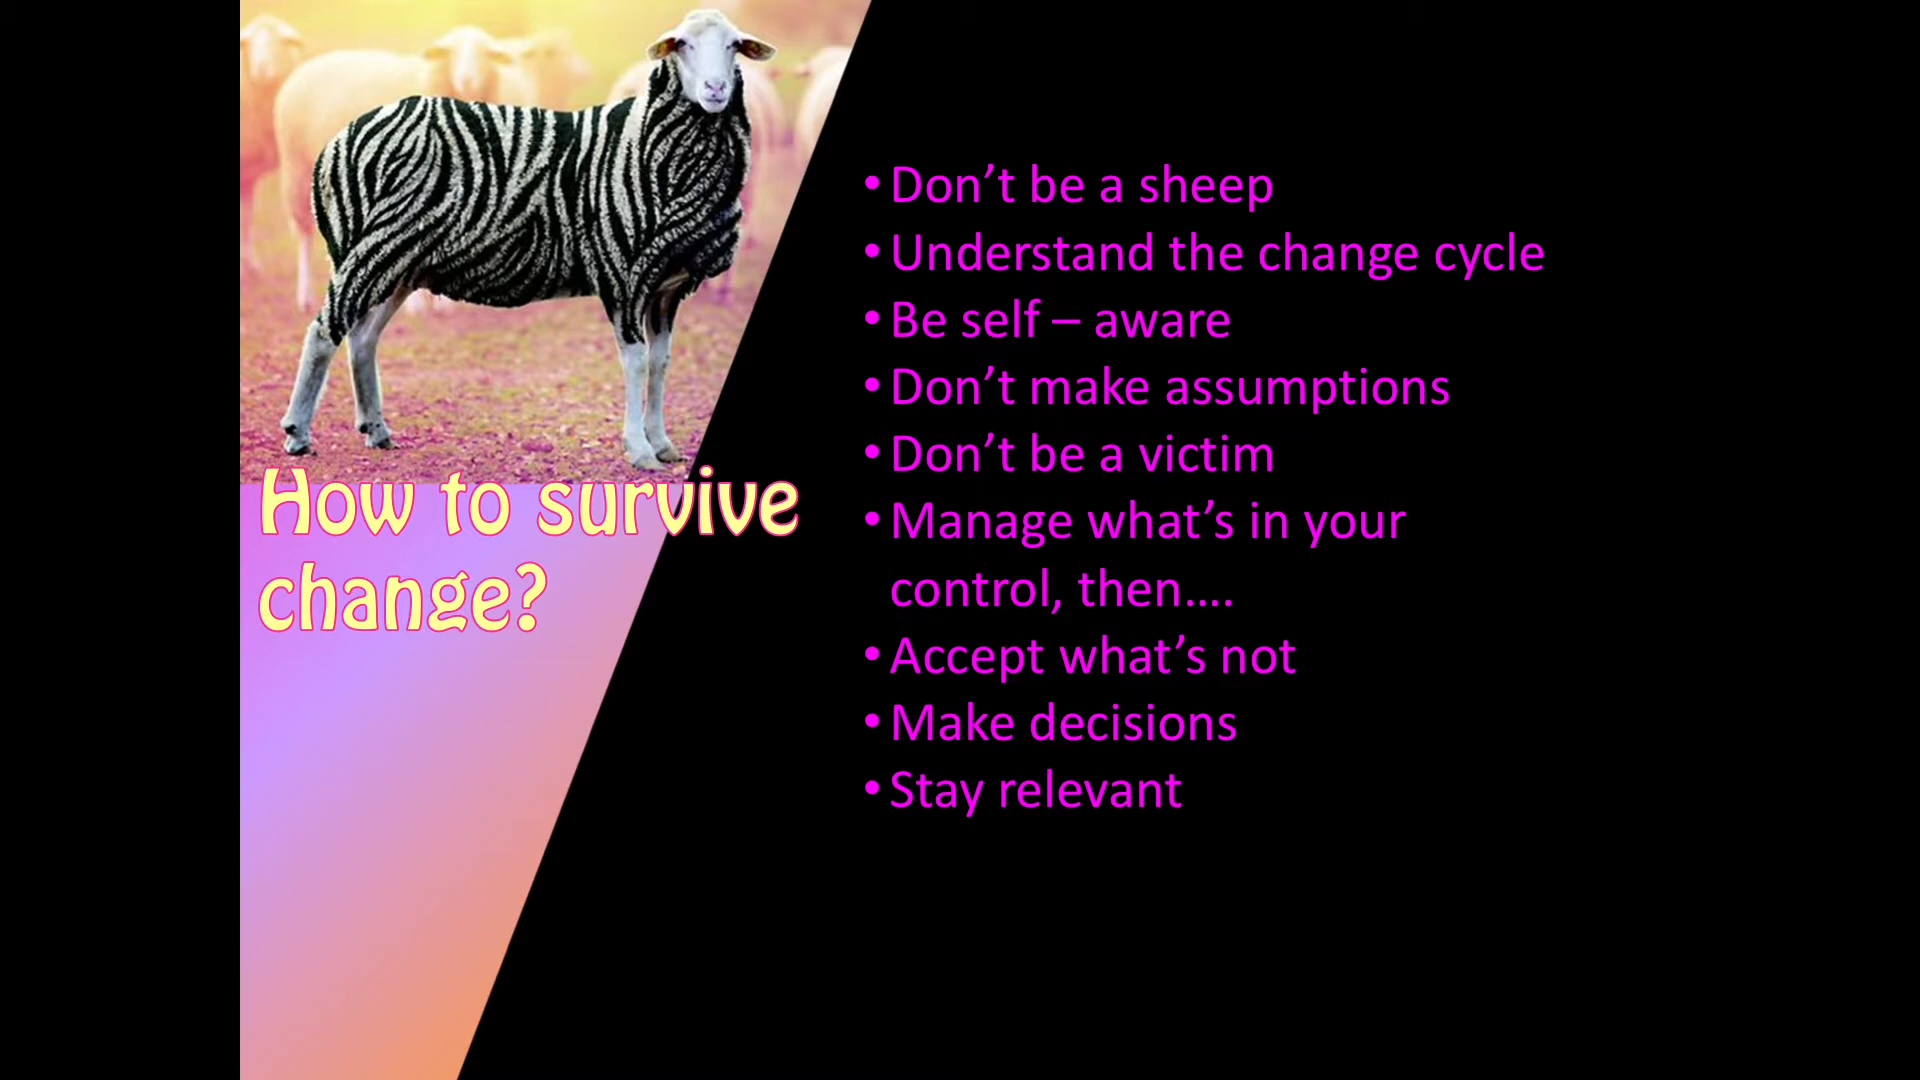 How to survive
change?
• Don’t be a sheep
• Understand the change cycle
• Be self – aware
• Don’t make assumptions
• Don’t be a victim
• Manage what’s in your
control, then....
• Accept what’s not
• Make decisions
• Stay relevant